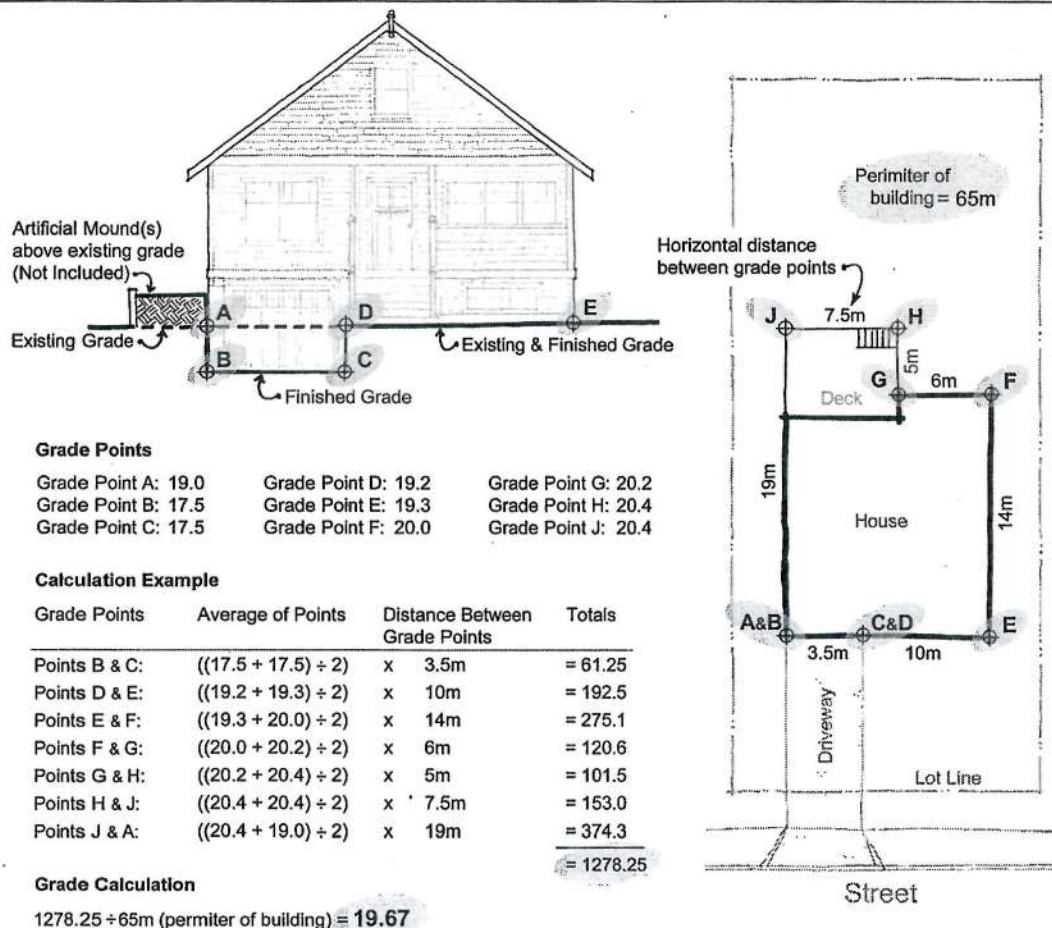 Artificial Mound(s)
above existing grade
(Not Included)
Existing Grade
A
D
E
B
C
Existing & Finished Grade
Finished Grade
Perimiter of
building = 65m
Horizontal distance
between grade points
J
7.5m
H
5m
G
6m
F
Deck
19m
House
14m
A&B
C&D
E
3.5m
10m
Driveway
Lot Line
Street
Grade Points
Grade Point A: 19.0 Grade Point D: 19.2 Grade Point G: 20.2
Grade Point B: 17.5 Grade Point E: 19.3 Grade Point H: 20.4
Grade Point C: 17.5 Grade Point F: 20.0 Grade Point J: 20.4
Calculation Example
Grade Points Average of Points Distance Between Totals
Grade Points
Points B & C: ((17.5 + 17.5) ÷ 2) x 3.5m = 61.25
Points D & E: ((19.2 + 19.3) ÷ 2) x 10m = 192.5
Points E & F: ((19.3 + 20.0) ÷ 2) x 14m = 275.1
Points F & G: ((20.0 + 20.2) ÷ 2) x 6m = 120.6
Points G & H: ((20.2 + 20.4) ÷ 2) x 5m = 101.5
Points H & J: ((20.4 + 20.4) ÷ 2) x 7.5m = 153.0
Points J & A: ((20.4 + 19.0) ÷ 2) x 19m = 374.3
= 1278.25
Grade Calculation
1278.25 ÷ 65m (permiter of building) = 19.67